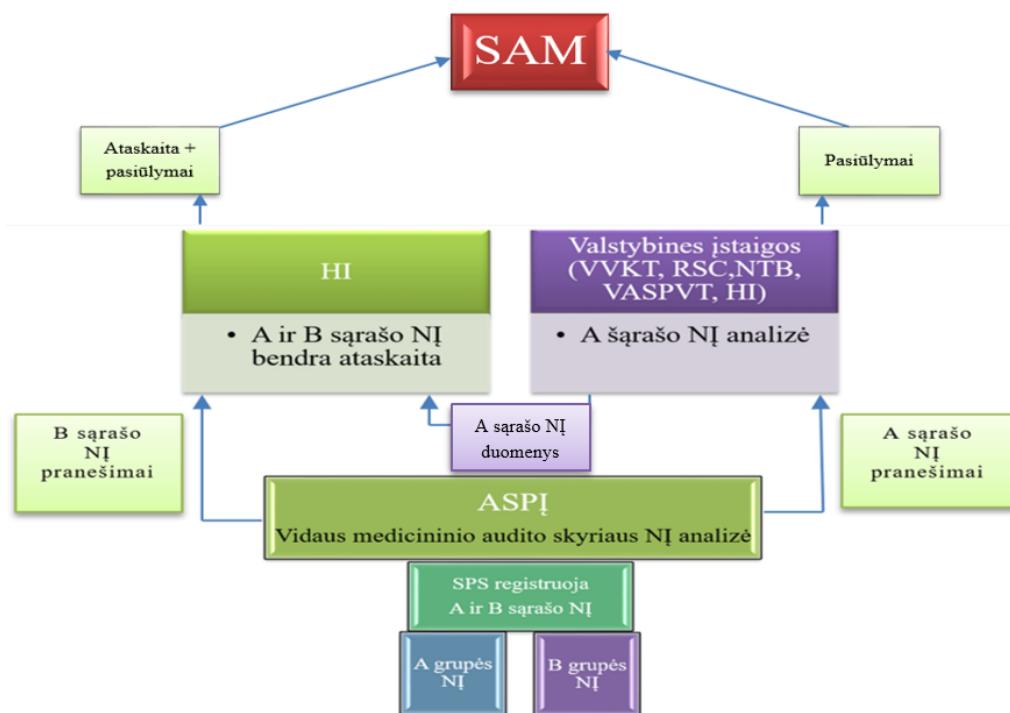 SAM
Ataskaita +
pasiūlymai
Pasiūlymai
HI
• A ir B sąrašo NĮ
bendra ataskaita
Valstybines įstaigos
(VVKT, RSC,NTB,
VASPVT, HI)
• A šąrašo NĮ analizė
B sąrašo
NĮ
pranešimai
A sąrašo NĮ
duomenys
A sąrašo
NĮ
pranešimai
ASPĮ
Vidaus medicininio audito skyriaus NĮ analizė
SPS registruoja
A ir B sąrašo NĮ
A grupės
NĮ
B grupės
NĮ